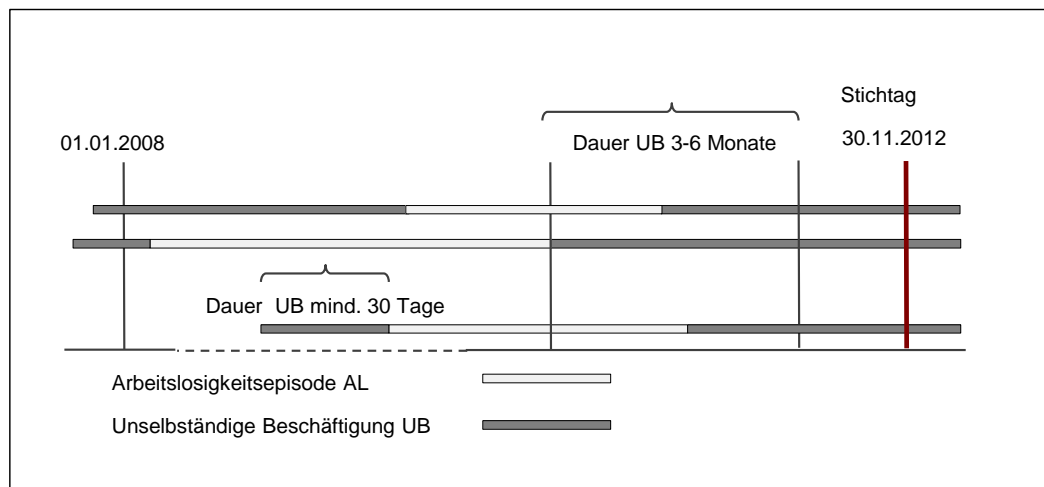 Stichtag
01.01.2008
Dauer UB 3-6 Monate
30.11.2012
Dauer UB mind. 30 Tage
Arbeitslosigkeitsepisode AL
Unselbständige Beschäftigung UB